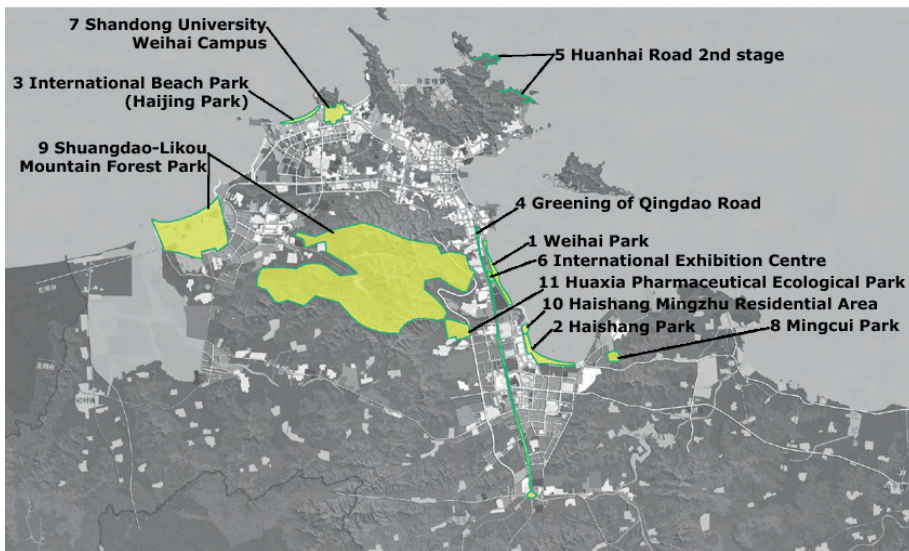 7 Shandong University
Weihai Campus
5 Huanhai Road 2nd stage
3 International Beach Park
(Haijing Park)
9 Shuangdao-Likou
Mountain Forest Park
4 Greening of Qingdao Road
1 Weihai Park
6 International Exhibition Centre
11 Huaxia Pharmaceutical Ecological Park
10 Haishang Mingzhu Residential Area
2 Haishang Park
8 Mingcui Park